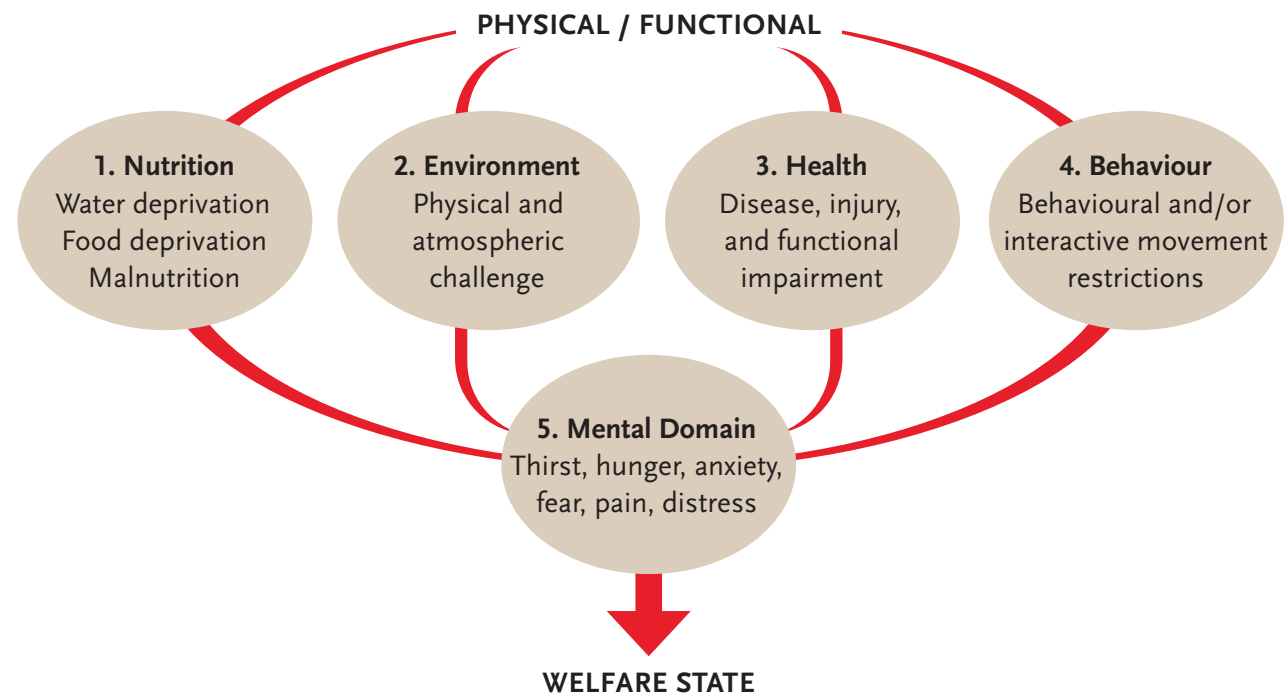 PHYSICAL / FUNCTIONAL
1. Nutrition
Water deprivation
Food deprivation
Malnutrition
2. Environment
Physical and
atmospheric
challenge
3. Health
Disease, injury,
and functional
impairment
4. Behaviour
Behavioural and/or
interactive movement
restrictions
5. Mental Domain
Thirst, hunger, anxiety,
fear, pain, distress
WELFARE STATE